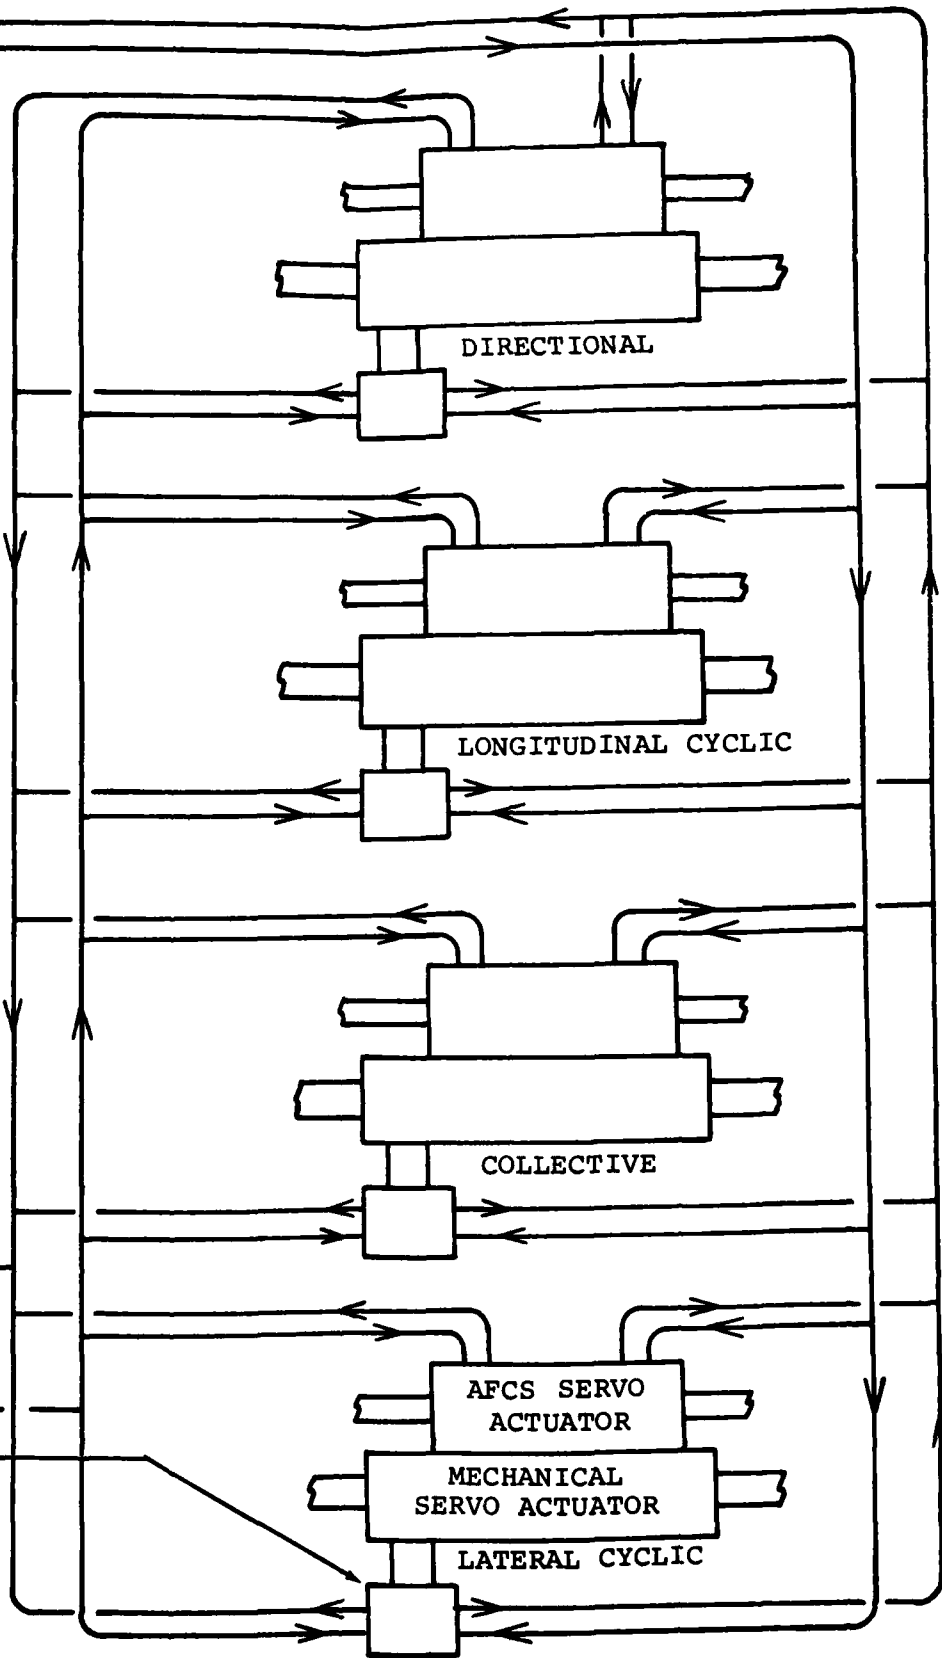 DIRECTIONAL
LONGITUDINAL CYCLIC
COLLECTIVE
AFCS SERVO
ACTUATOR
MECHANICAL
SERVO ACTUATOR
LATERAL CYCLIC